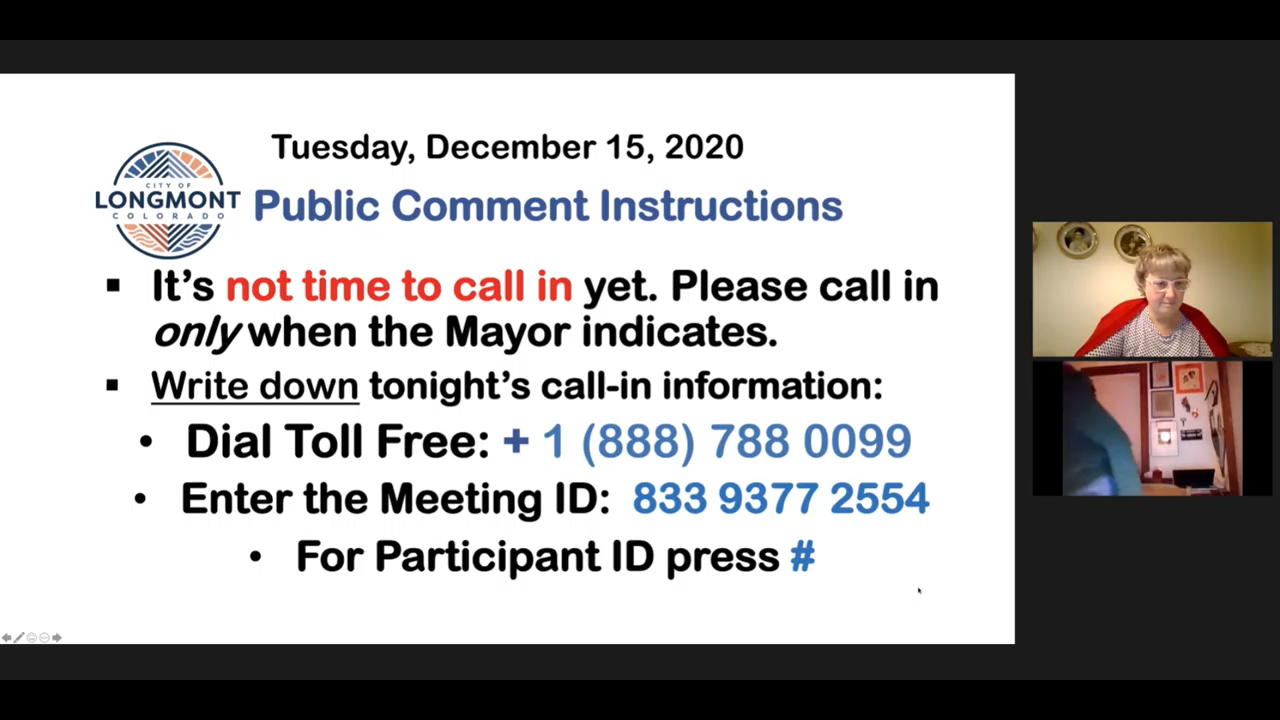 Tuesday, December 15, 2020
CITY OF
LONGMONT
COLORADO
Public Comment Instructions
▪ It's not time to call in yet. Please call in
only when the Mayor indicates.
▪ Write down tonight's call-in information:
• Dial Toll Free: + 1 (888) 788 0099
• Enter the Meeting ID: 833 9377 2554
• For Participant ID press #